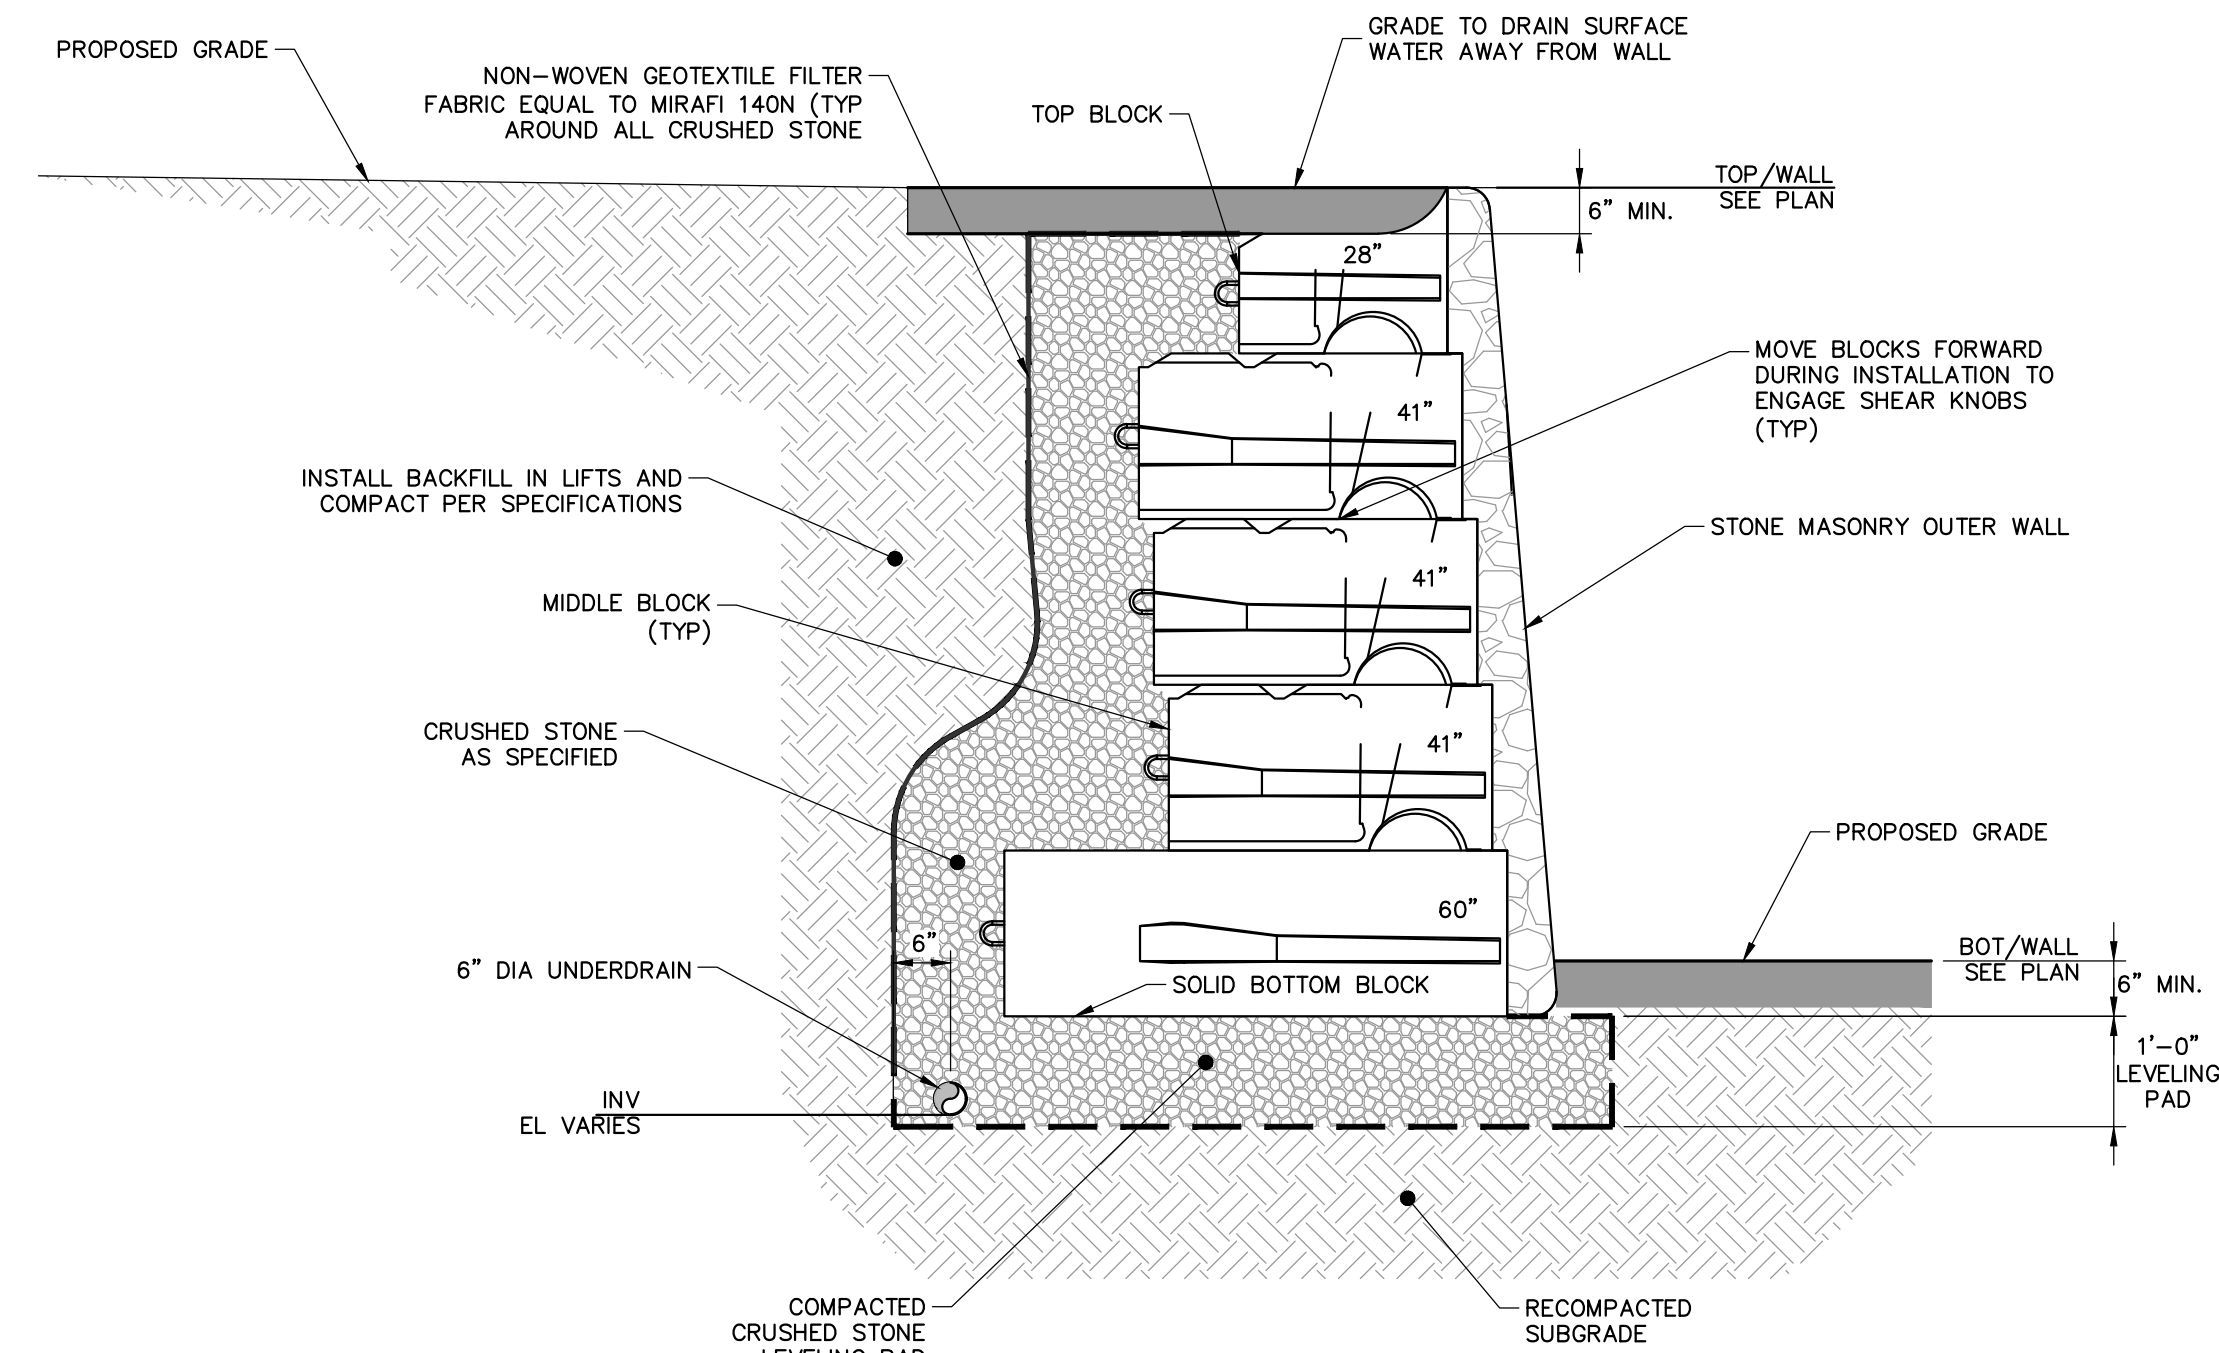 PROPOSED GRADE
NON-WOVEN GEOTEXTILE FILTER
FABRIC EQUAL TO MIRAFI 140N (TYP
AROUND ALL CRUSHED STONE
TOP BLOCK
GRADE TO DRAIN SURFACE
WATER AWAY FROM WALL
TOP/WALL
SEE PLAN
6" MIN.
28"
MOVE BLOCKS FORWARD
DURING INSTALLATION TO
ENGAGE SHEAR KNOBS
(TYP)
41"
INSTALL BACKFILL IN LIFTS AND
COMPACT PER SPECIFICATIONS
STONE MASONRY OUTER WALL
41"
MIDDLE BLOCK
(TYP)
CRUSHED STONE
AS SPECIFIED
41"
PROPOSED GRADE
60"
6"
BOT/WALL
SEE PLAN
6" MIN.
6" DIA UNDERDRAIN
SOLID BOTTOM BLOCK
1'-0"
LEVELING
PAD
INV
EL VARIES
COMPACTED
CRUSHED STONE
LEVELING PAD
RECOMPACTED
SUBGRADE